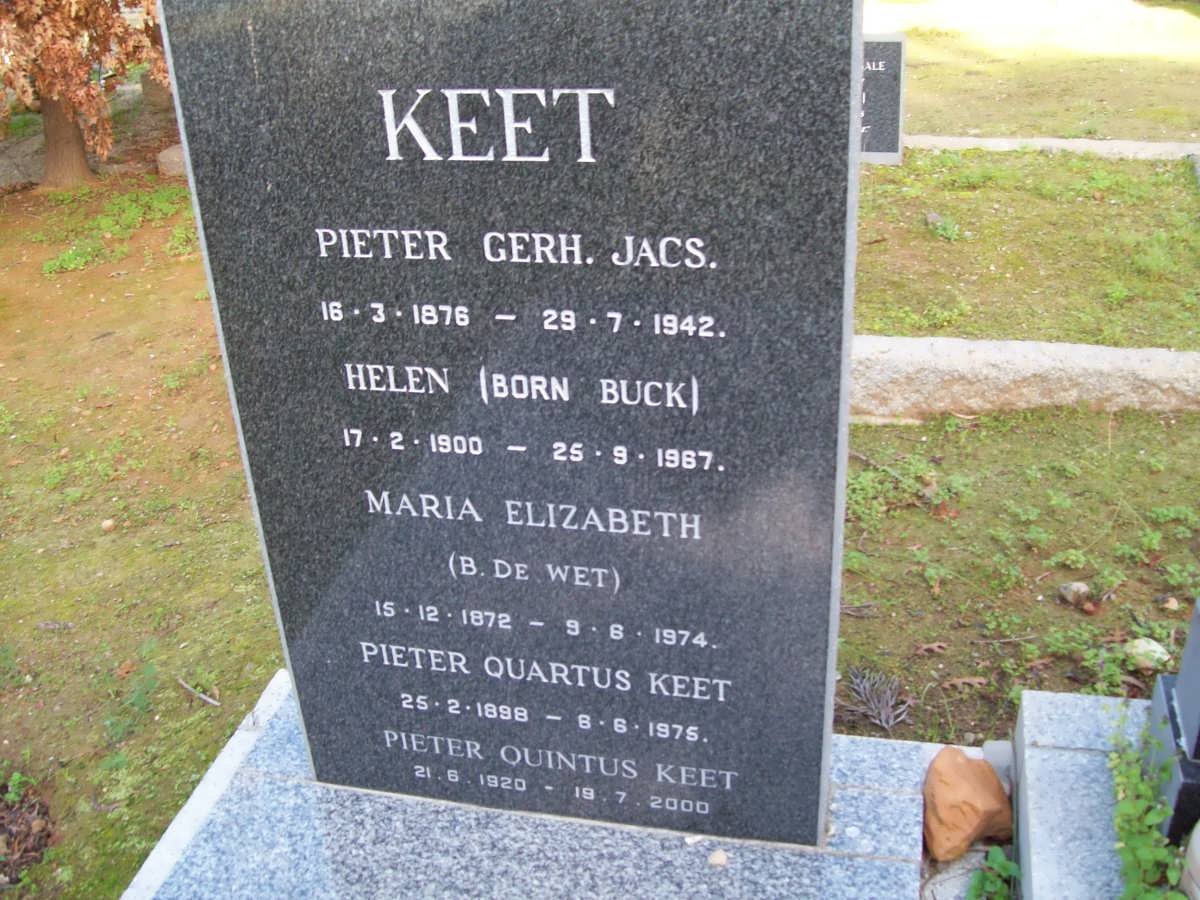 KEET
PIETER GERH. JACS.
16·3·1876 — 29·7·1942.
HELEN (BORN BUCK)
17·2·1900 — 25·9·1967.
MARIA ELIZABETH
(B. DE WET)
15·12·1872 — 9·6·1974.
PIETER QUARTUS KEET
25·2·1898 — 6·6·1975.
PIETER QUINTUS KEET
21.6.1920 - 19.7.2000